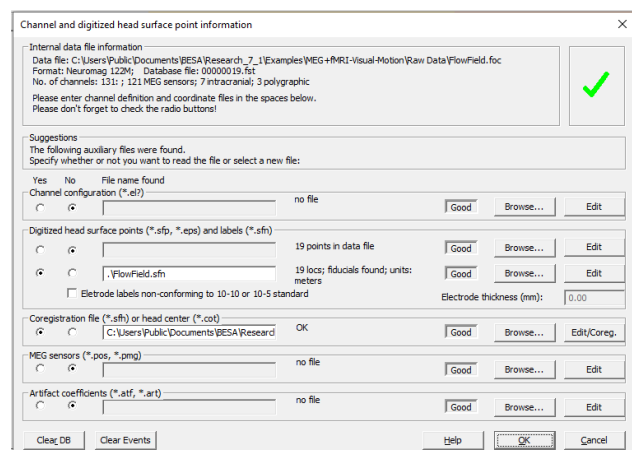 Channel and digitized head surface point information
Internal data file information
Data file: C:\Users\Public\Documents\BESA\Research_7_1\Examples\MEG+fMRI-Visual-Motion\Raw Data\FlowField.foc
Format: Neuromag 122M; Database file: 00000019.fst
No. of channels: 131: ; 121 MEG sensors; 7 intracranial; 3 polygraphic
Please enter channel definition and coordinate files in the spaces below.
Please don't forget to check the radio buttons!
Suggestions
The following auxiliary files were found.
Specify whether or not you want to read the file or select a new file:
Yes No File name found
Channel configuration (*.el?)
no file Good Browse... Edit
Digitized head surface points (*.sfp, *.eps) and labels (*.sfn)
19 points in data file Good Browse... Edit
.\FlowField.sfn 19 locs; fiducials found; units: meters Good Browse... Edit
Eletrode labels non-conforming to 10-10 or 10-5 standard Electrode thickness (mm): 0.00
Coregistration file (*.sfh) or head center (*.cot)
C:\Users\Public\Documents\BESA\Researc OK Good Browse... Edit/Coreg.
MEG sensors (*.pos, *.pmg)
no file Good Browse... Edit
Artifact coefficients (*.atf, *.art)
no file Good Browse... Edit
Clear DB Clear Events Help OK Cancel